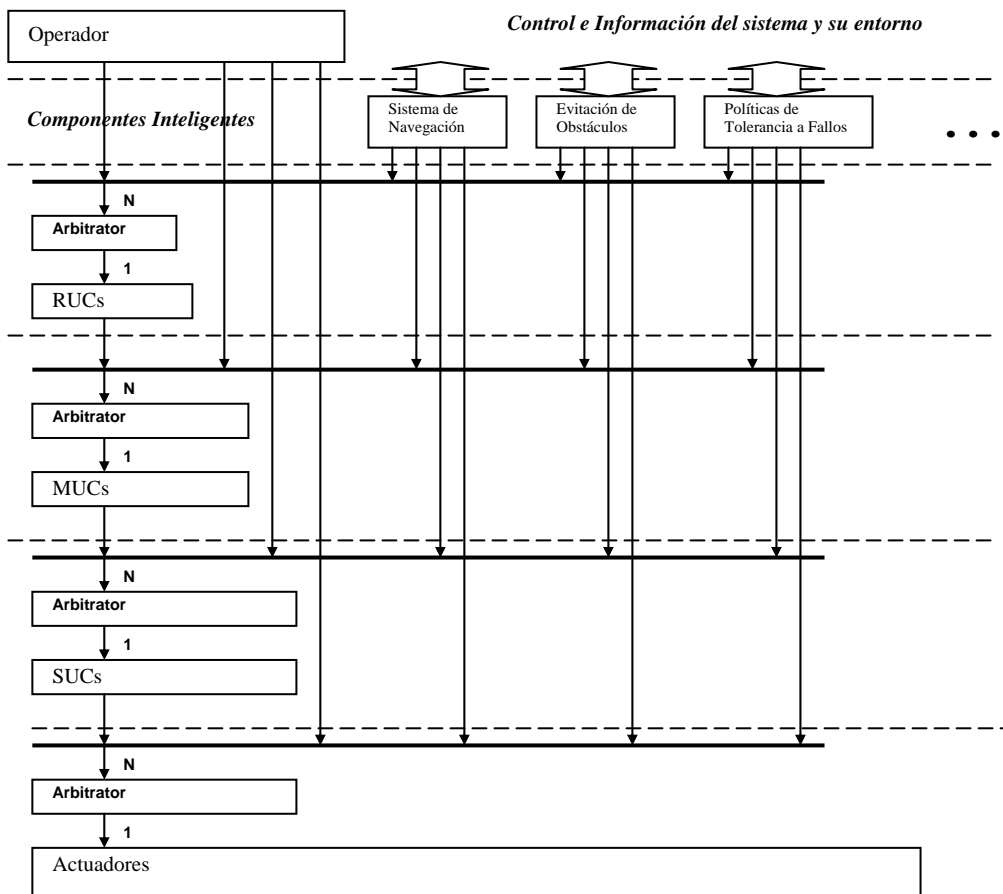 Operador
Control e Información del sistema y su entorno
Componentes Inteligentes
Sistema de
Navegación
Evitación de
Obstáculos
Políticas de
Tolerancia a Fallos
...
N
Arbitrator
1
RUCs
N
Arbitrator
1
MUCs
N
Arbitrator
1
SUCs
N
Arbitrator
1
Actuadores